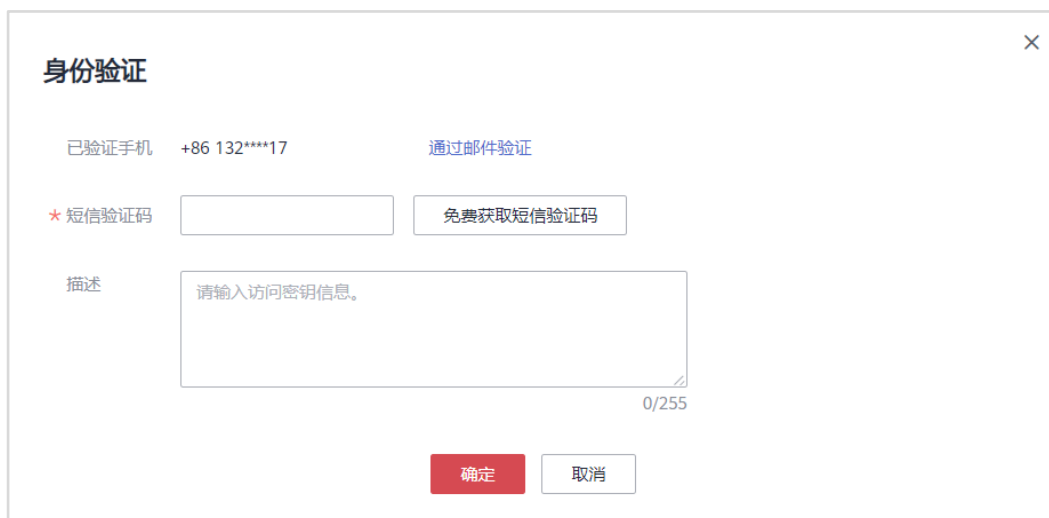 身份验证
已验证手机 +86 132****17 通过邮件验证
* 短信验证码 免费获取短信验证码
描述 请输入访问密钥信息。
0/255
确定 取消